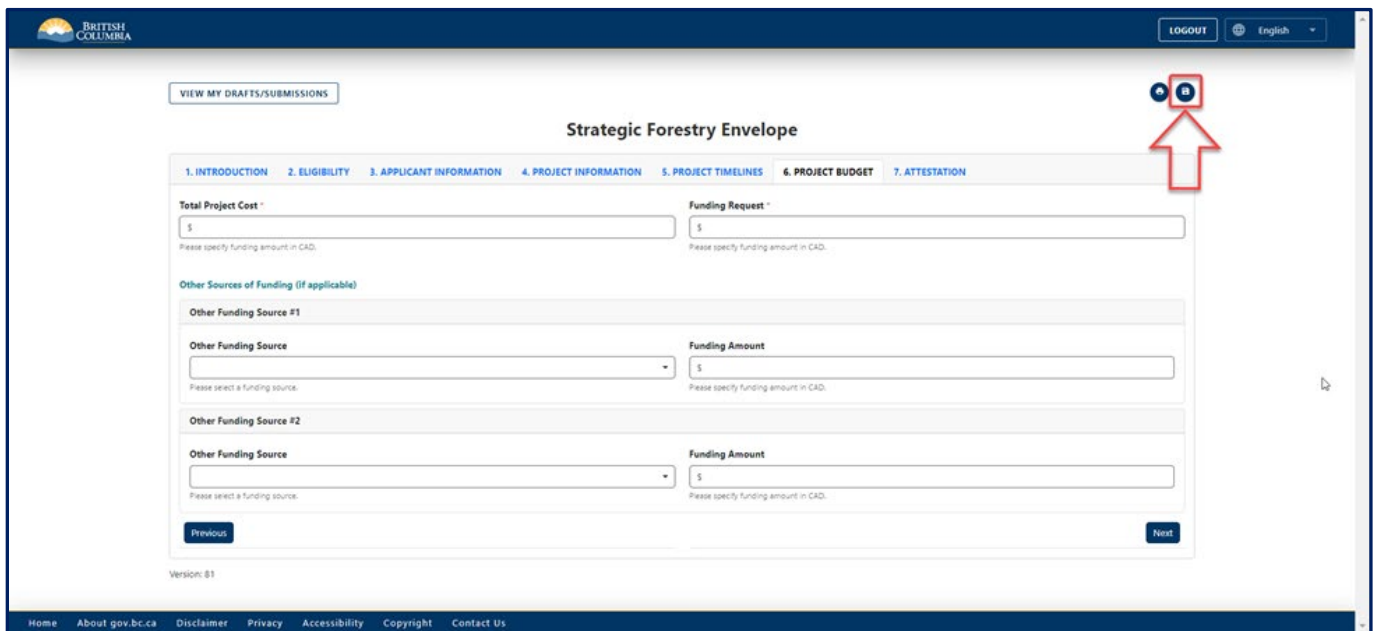 BRITISH
COLUMBIA
LOGOUT
English
VIEW MY DRAFTS/SUBMISSIONS
Strategic Forestry Envelope
1. INTRODUCTION 2. ELIGIBILITY 3. APPLICANT INFORMATION 4. PROJECT INFORMATION 5. PROJECT TIMELINES 6. PROJECT BUDGET 7. ATTESTATION
Total Project Cost * Funding Request *
$ $
Please specify funding amount in CAD. Please specify funding amount in CAD.
Other Sources of Funding (if applicable)
Other Funding Source #1
Other Funding Source Funding Amount
$
Please select a funding source. Please specify funding amount in CAD.
Other Funding Source #2
Other Funding Source Funding Amount
$
Please select a funding source. Please specify funding amount in CAD.
Previous Next
Version: 81
Home About gov.bc.ca Disclaimer Privacy Accessibility Copyright Contact Us